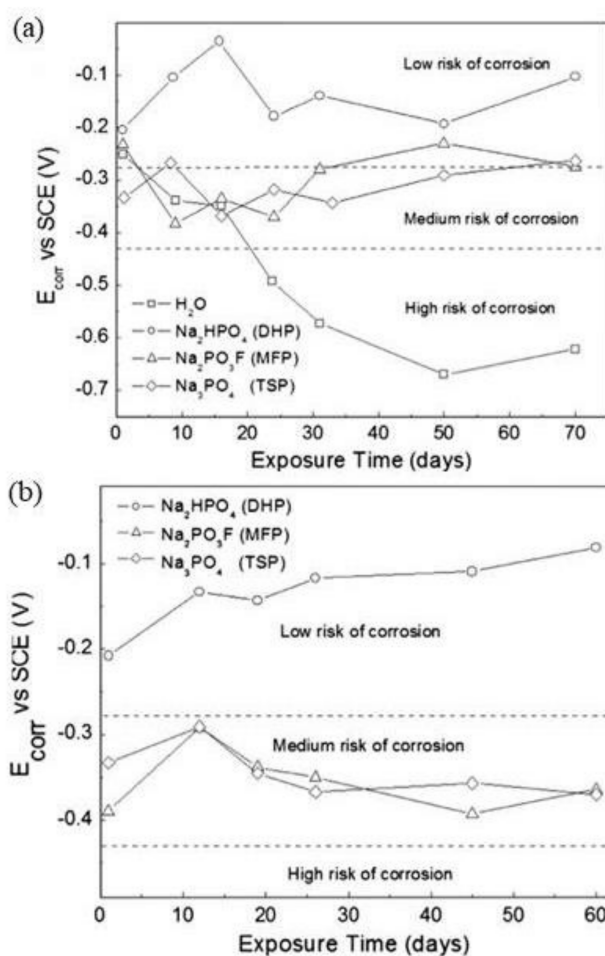 (a)
-0.1
-0.2
-0.3
-0.4
-0.5
-0.6
-0.7
E_corr vs SCE (V)
Low risk of corrosion
Medium risk of corrosion
High risk of corrosion
H₂O
Na₂HPO₄ (DHP)
Na₂PO₃F (MFP)
Na₃PO₄ (TSP)
0 10 20 30 40 50 60 70
Exposure Time (days)
(b)
Na₂HPO₄ (DHP)
Na₂PO₃F (MFP)
Na₃PO₄ (TSP)
-0.1
-0.2
-0.3
-0.4
E_corr vs SCE (V)
Low risk of corrosion
Medium risk of corrosion
High risk of corrosion
0 10 20 30 40 50 60
Exposure Time (days)